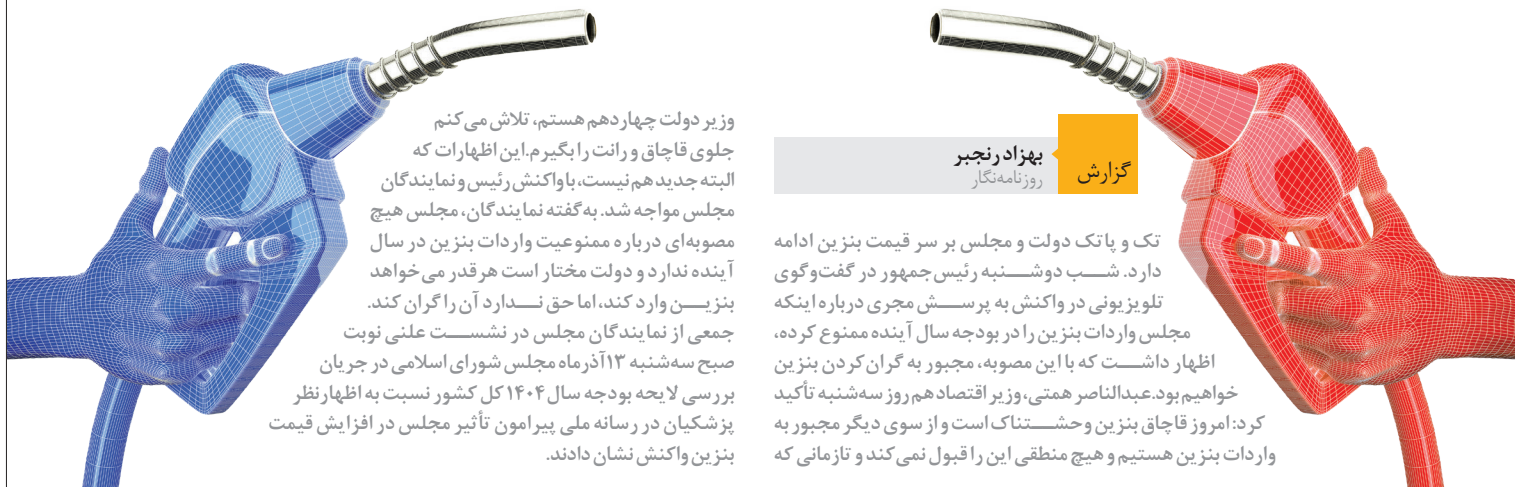 گزارش
بهزاد رنجبر
روزنامه‌نگار
تک و پاتک دولت و مجلس بر سر قیمت بنزین ادامه
دارد. شب دوشنبه رئیس‌جمهور در گفت‌وگوی
تلویزیونی در واکنش به پرسش مجری درباره اینکه
مجلس واردات بنزین را در بودجه سال آینده ممنوع کرده،
اظهار داشت که با این مصوبه، مجبور به گران کردن بنزین
خواهیم بود.عبدالناصر همتی، وزیر اقتصاد هم روز سه‌شنبه تأکید
کرد: امروز قاچاق بنزین وحشتناک است و از سوی دیگر مجبور به
واردات بنزین هستیم و هیچ منطقی این را قبول نمی‌کند و تازمانی که
وزیر دولت چهاردهم هستم، تلاش می‌کنم
جلوی قاچاق و رانت را بگیرم.این اظهارات که
البته جدید هم نیست، با واکنش رئیس و نمایندگان
مجلس مواجه شد. به‌گفته نمایندگان، مجلس هیچ
مصوبه‌ای درباره ممنوعیت واردات بنزین در سال
آینده ندارد و دولت مختار است هرقدر می‌خواهد
بنزین وارد کند، اما حق ندارد آن را گران کند.
جمعی از نمایندگان مجلس در نشست علنی نوبت
صبح سه‌شنبه ۱۳آذرماه مجلس شورای اسلامی در جریان
بررسی لایحه بودجه سال ۱۴۰۴ کل کشور نسبت به اظهارنظر
پزشکیان در رسانه ملی پیرامون تأثیر مجلس در افزایش قیمت
بنزین واکنش نشان دادند.